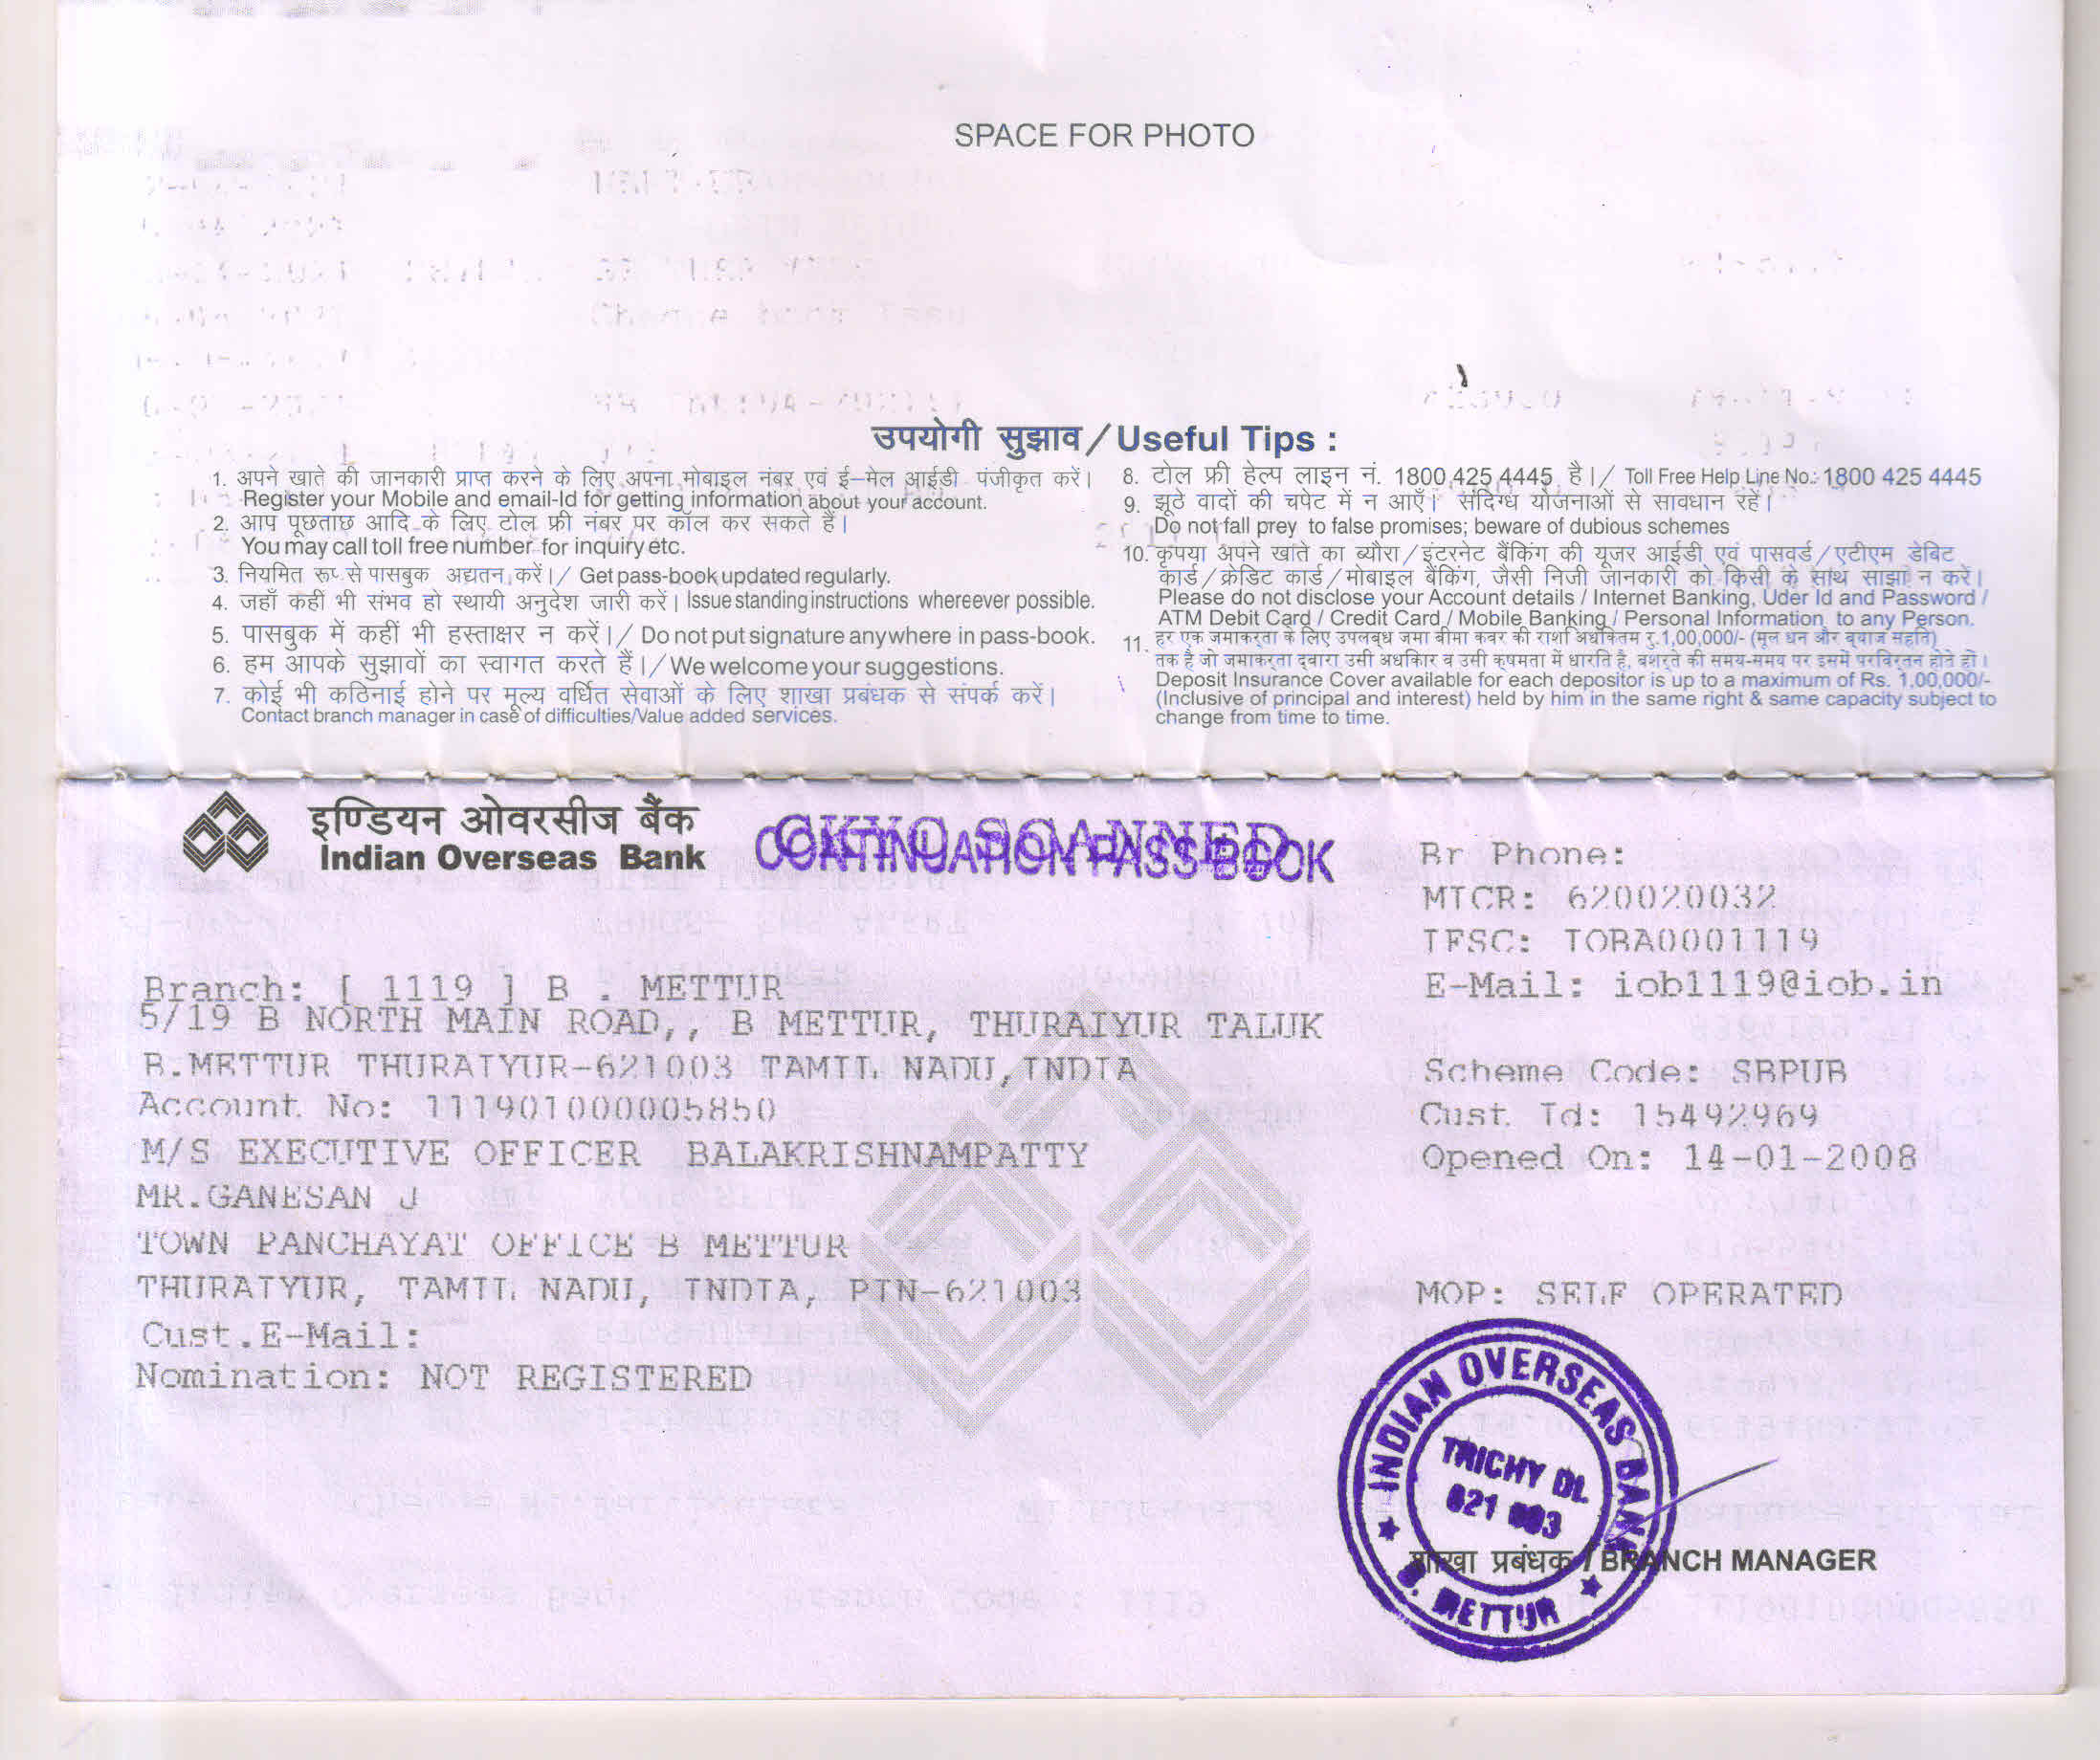 SPACE FOR PHOTO
उपयोगी सुझाव / Useful Tips :
1. अपने खाते की जानकारी प्राप्त करने के लिए अपना मोबाइल नंबर एवं ई-मेल आईडी पंजीकृत करें।
Register your Mobile and email-Id for getting information about your account.
2. आप पूछताछ आदि के लिए टोल फ्री नंबर पर कॉल कर सकते हैं।
You may call toll free number for inquiry etc.
3. नियमित रूप से पासबुक अद्यतन करें। / Get pass-book updated regularly.
4. जहाँ कहीं भी संभव हो स्थायी अनुदेश जारी करें | Issue standing instructions whereever possible.
5. पासबुक में कहीं भी हस्ताक्षर न करें। / Do not put signature anywhere in pass-book.
6. हम आपके सुझावों का स्वागत करते हैं। / We welcome your suggestions.
7. कोई भी कठिनाई होने पर मूल्य वर्धित सेवाओं के लिए शाखा प्रबंधक से संपर्क करें।
Contact branch manager in case of difficulties/Value added services.
8. टोल फ्री हेल्प लाइन नं. 1800 425 4445 है। / Toll Free Help Line No.: 1800 425 4445
9. झूठे वादों की चपेट में न आएँ। संदिग्ध योजनाओं से सावधान रहें।
Do not fall prey to false promises; beware of dubious schemes
10. कृपया अपने खाते का ब्यौरा / इंटरनेट बैंकिंग की यूजर आईडी एवं पासवर्ड / एटीएम डेबिट
कार्ड / क्रेडिट कार्ड / मोबाइल बैंकिंग, जैसी निजी जानकारी को किसी के साथ साझा न करें।
Please do not disclose your Account details / Internet Banking, Uder Id and Password /
ATM Debit Card / Credit Card / Mobile Banking / Personal Information to any Person.
11. हर एक जमाकर्ता के लिए उपलब्ध जमा बीमा कवर की राशि अधिकतम रु.1,00,000/- (मूल धन और ब्याज सहित)
तक है जो जमाकर्ता द्वारा उसी अधिकार व उसी क्षमता में धारित है, बशर्ते की समय-समय पर इसमें परिवर्तन होते हों।
Deposit Insurance Cover available for each depositor is up to a maximum of Rs. 1,00,000/-
(Inclusive of principal and interest) held by him in the same right & same capacity subject to
change from time to time.
इण्डियन ओवरसीज बैंक
Indian Overseas Bank
CKYC SCANNED
CONTINUATION PASS BOOK
Br Phone:
MICR: 620020032
IFSC: IOBA0001119
E-Mail: iob1119@iob.in
Branch: [ 1119 ] B . METTUR
5/19 B NORTH MAIN ROAD,, B METTUR, THURAIYUR TALUK
B.METTUR THURAIYUR-621003 TAMIL NADU,INDIA
Account No: 111901000005850
M/S EXECUTIVE OFFICER BALAKRISHNAMPATTY
MR.GANESAN J
TOWN PANCHAYAT OFFICE B METTUR
THURAIYUR, TAMIL NADU, INDIA, PIN-621003
Cust.E-Mail:
Nomination: NOT REGISTERED
Scheme Code: SBPUB
Cust Id: 15492969
Opened On: 14-01-2008
MOP: SELF OPERATED
INDIAN OVERSEAS BANK
TRICHY Dt.
621 003
B. METTUR
शाखा प्रबंधक / BRANCH MANAGER